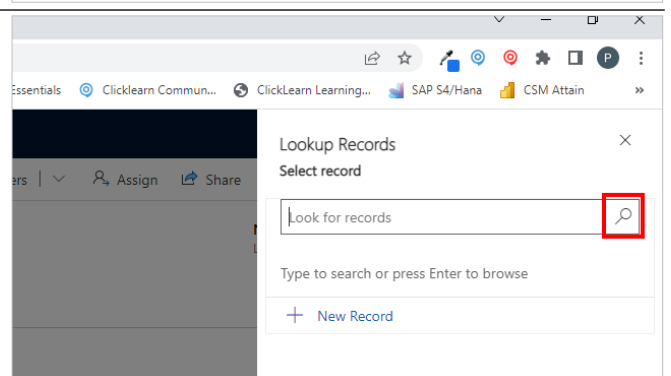 Essentials Clicklearn Commun... ClickLearn Learning... SAP S4/Hana CSM Attain »
P
Lookup Records
Select record
ers Assign Share
Look for records
Type to search or press Enter to browse
+ New Record